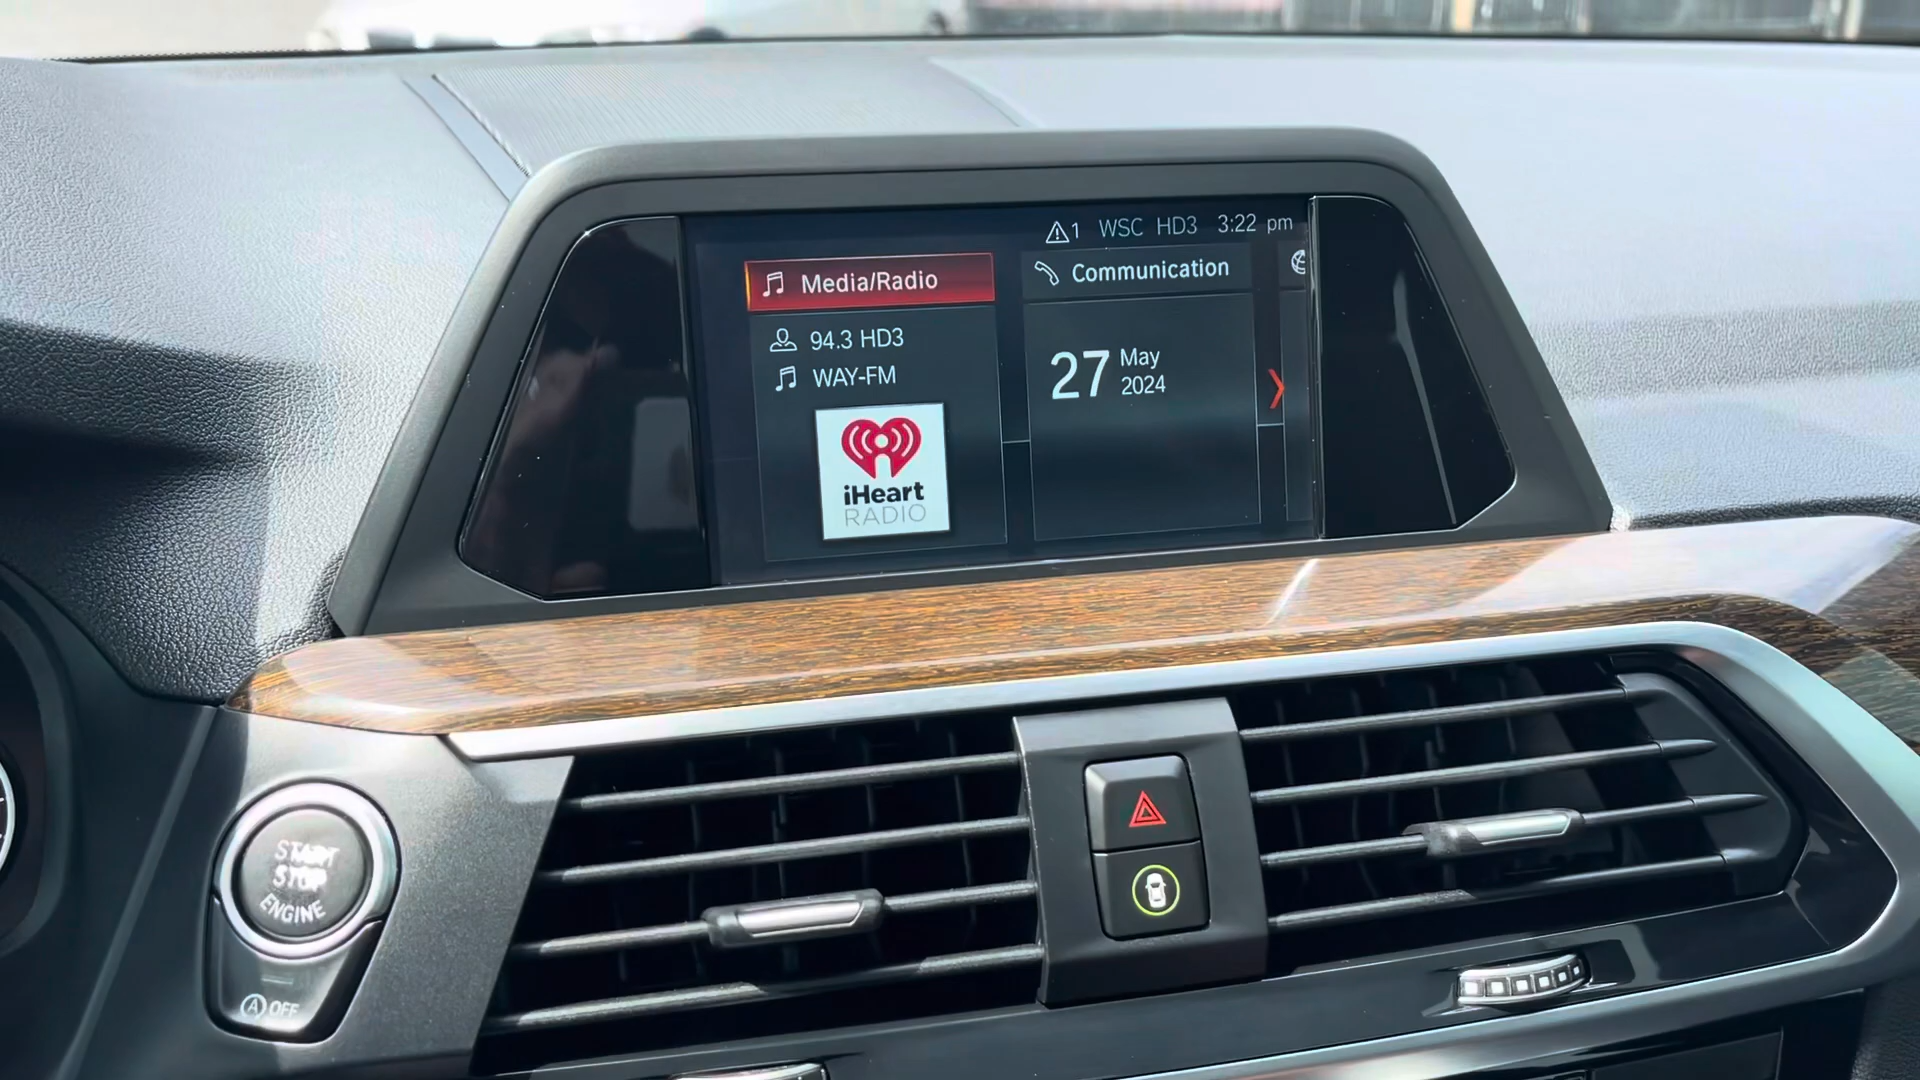 1 WSC HD3 3:22 pm
Media/Radio
94.3 HD3
WAY-FM
iHeart
RADIO
Communication
27 May
2024
START
STOP
ENGINE
A OFF